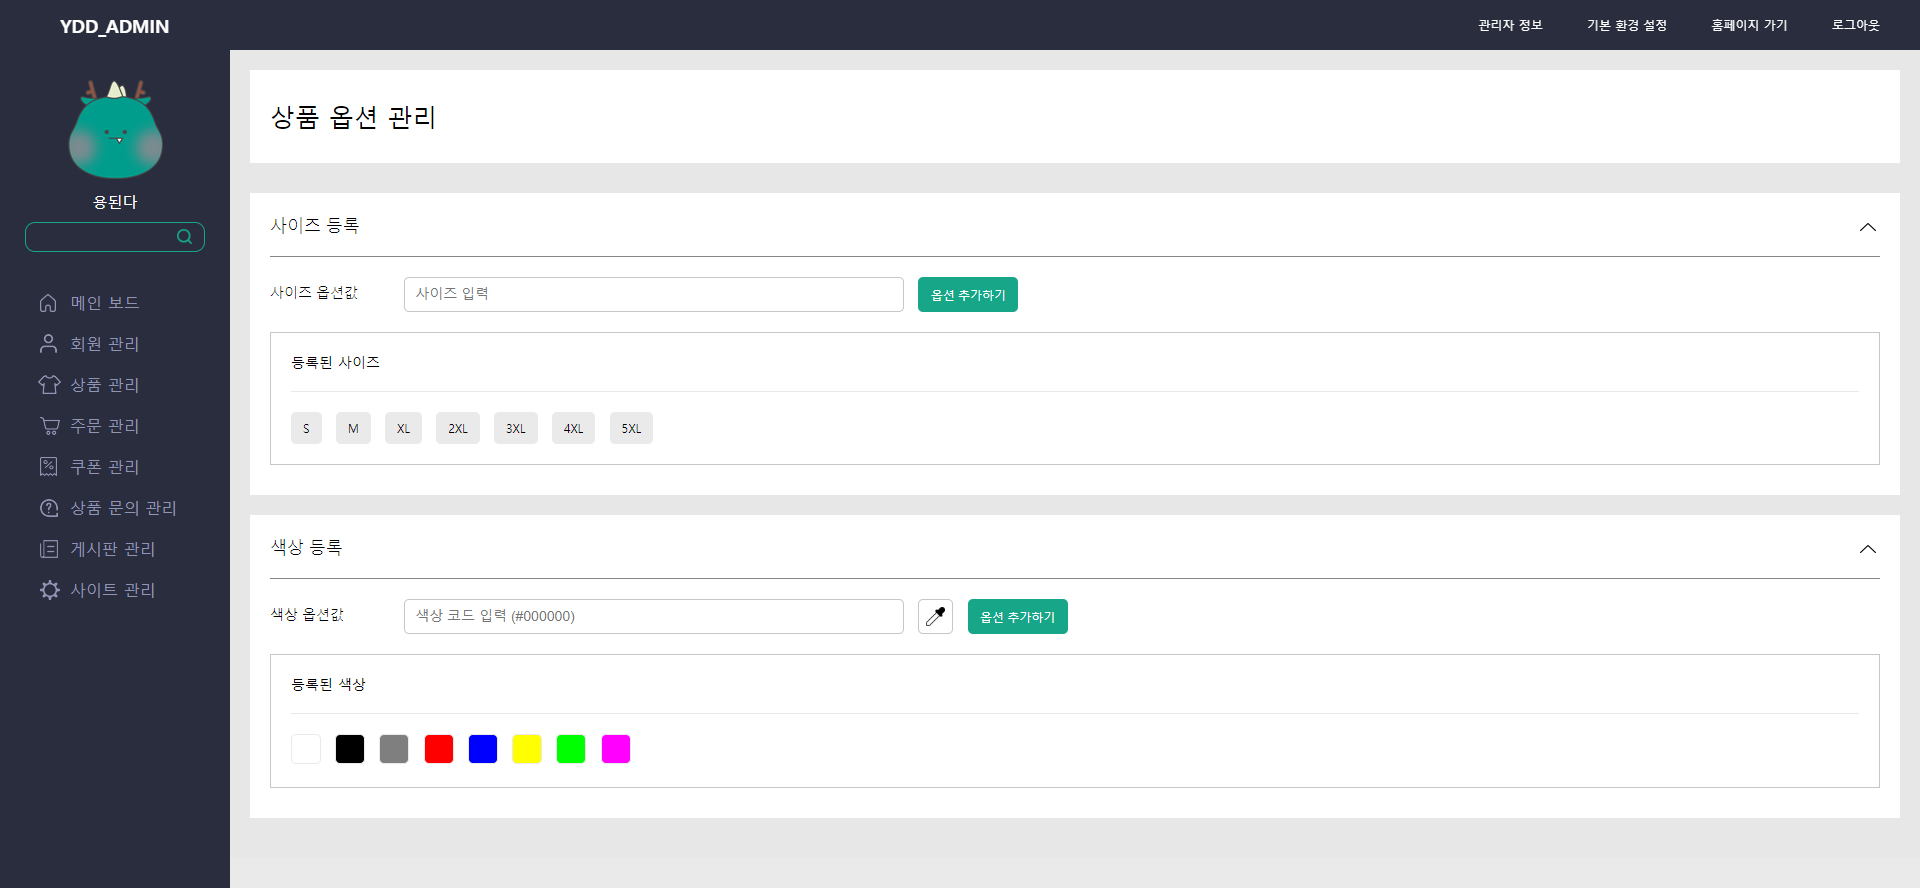 YDD_ADMIN
관리자 정보
기본 환경 설정
홈페이지 가기
로그아웃
용된다
메인 보드
회원 관리
상품 관리
주문 관리
쿠폰 관리
상품 문의 관리
게시판 관리
사이트 관리
상품 옵션 관리
사이즈 등록
사이즈 옵션값
사이즈 입력
옵션 추가하기
등록된 사이즈
S M XL 2XL 3XL 4XL 5XL
색상 등록
색상 옵션값
색상 코드 입력 (#000000)
옵션 추가하기
등록된 색상